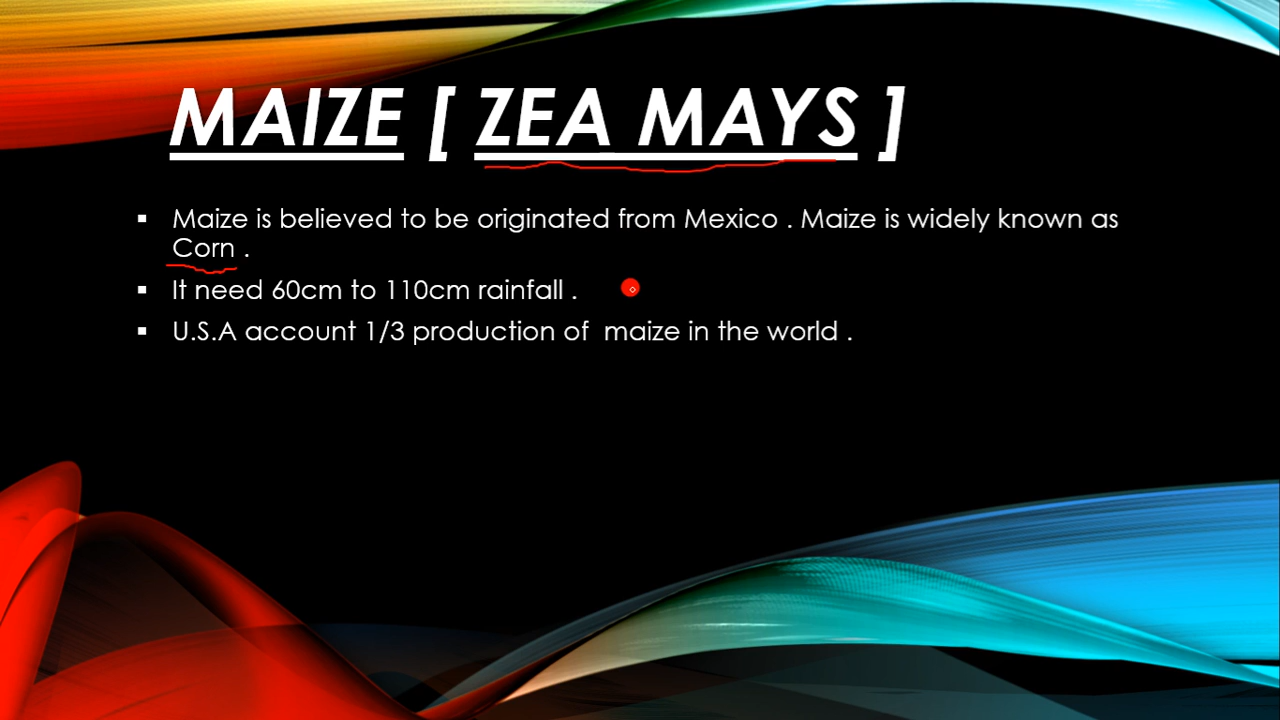 MAIZE [ ZEA MAYS ]
▪ Maize is believed to be originated from Mexico . Maize is widely known as
Corn .
▪ It need 60cm to 110cm rainfall .
▪ U.S.A account 1/3 production of  maize in the world .